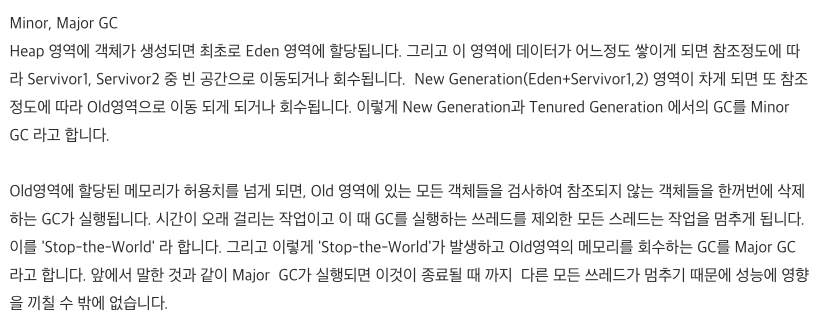 Minor, Major GC
Heap 영역에 객체가 생성되면 최초로 Eden 영역에 할당됩니다. 그리고 이 영역에 데이터가 어느정도 쌓이게 되면 참조정도에 따
라 Servivor1, Servivor2 중 빈 공간으로 이동되거나 회수됩니다.  New Generation(Eden+Servivor1,2) 영역이 차게 되면 또 참조
정도에 따라 Old영역으로 이동 되게 되거나 회수됩니다. 이렇게 New Generation과 Tenured Generation 에서의 GC를 Minor
GC 라고 합니다.
Old영역에 할당된 메모리가 허용치를 넘게 되면, Old 영역에 있는 모든 객체들을 검사하여 참조되지 않는 객체들을 한꺼번에 삭제
하는 GC가 실행됩니다. 시간이 오래 걸리는 작업이고 이 때 GC를 실행하는 쓰레드를 제외한 모든 스레드는 작업을 멈추게 됩니다.
이를 'Stop-the-World' 라 합니다. 그리고 이렇게 'Stop-the-World'가 발생하고 Old영역의 메모리를 회수하는 GC를 Major GC
라고 합니다. 앞에서 말한 것과 같이 Major  GC가 실행되면 이것이 종료될 때 까지  다른 모든 쓰레드가 멈추기 때문에 성능에 영향
을 끼칠 수 밖에 없습니다.